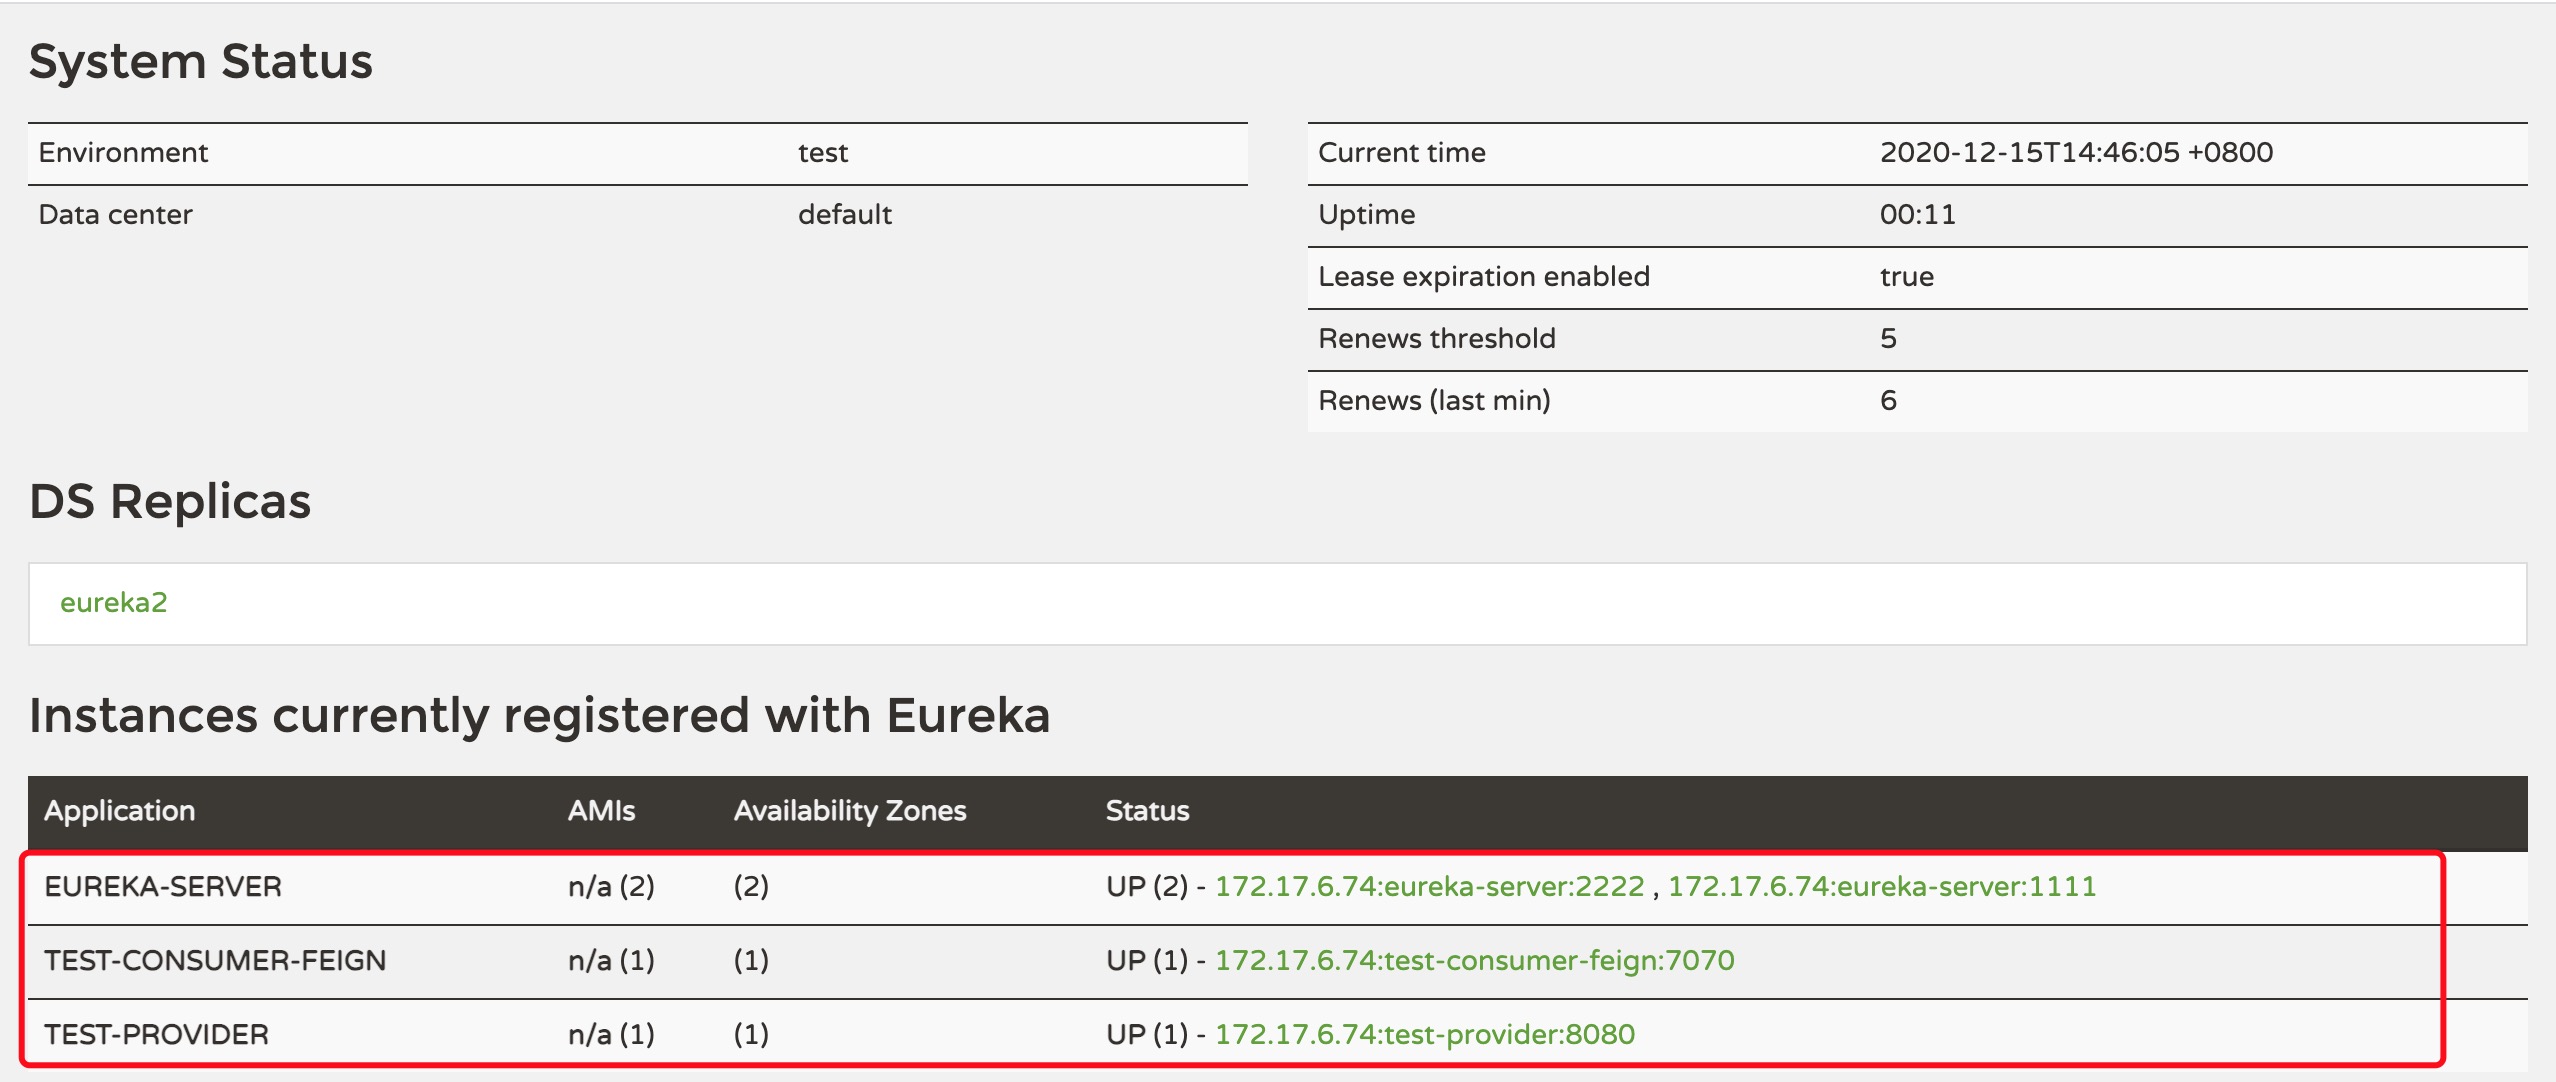 System Status
Environment test
Data center default
Current time 2020-12-15T14:46:05 +0800
Uptime 00:11
Lease expiration enabled true
Renews threshold 5
Renews (last min) 6
DS Replicas
eureka2
Instances currently registered with Eureka
Application AMIs Availability Zones Status
EUREKA-SERVER n/a (2) (2) UP (2) - 172.17.6.74:eureka-server:2222 , 172.17.6.74:eureka-server:1111
TEST-CONSUMER-FEIGN n/a (1) (1) UP (1) - 172.17.6.74:test-consumer-feign:7070
TEST-PROVIDER n/a (1) (1) UP (1) - 172.17.6.74:test-provider:8080